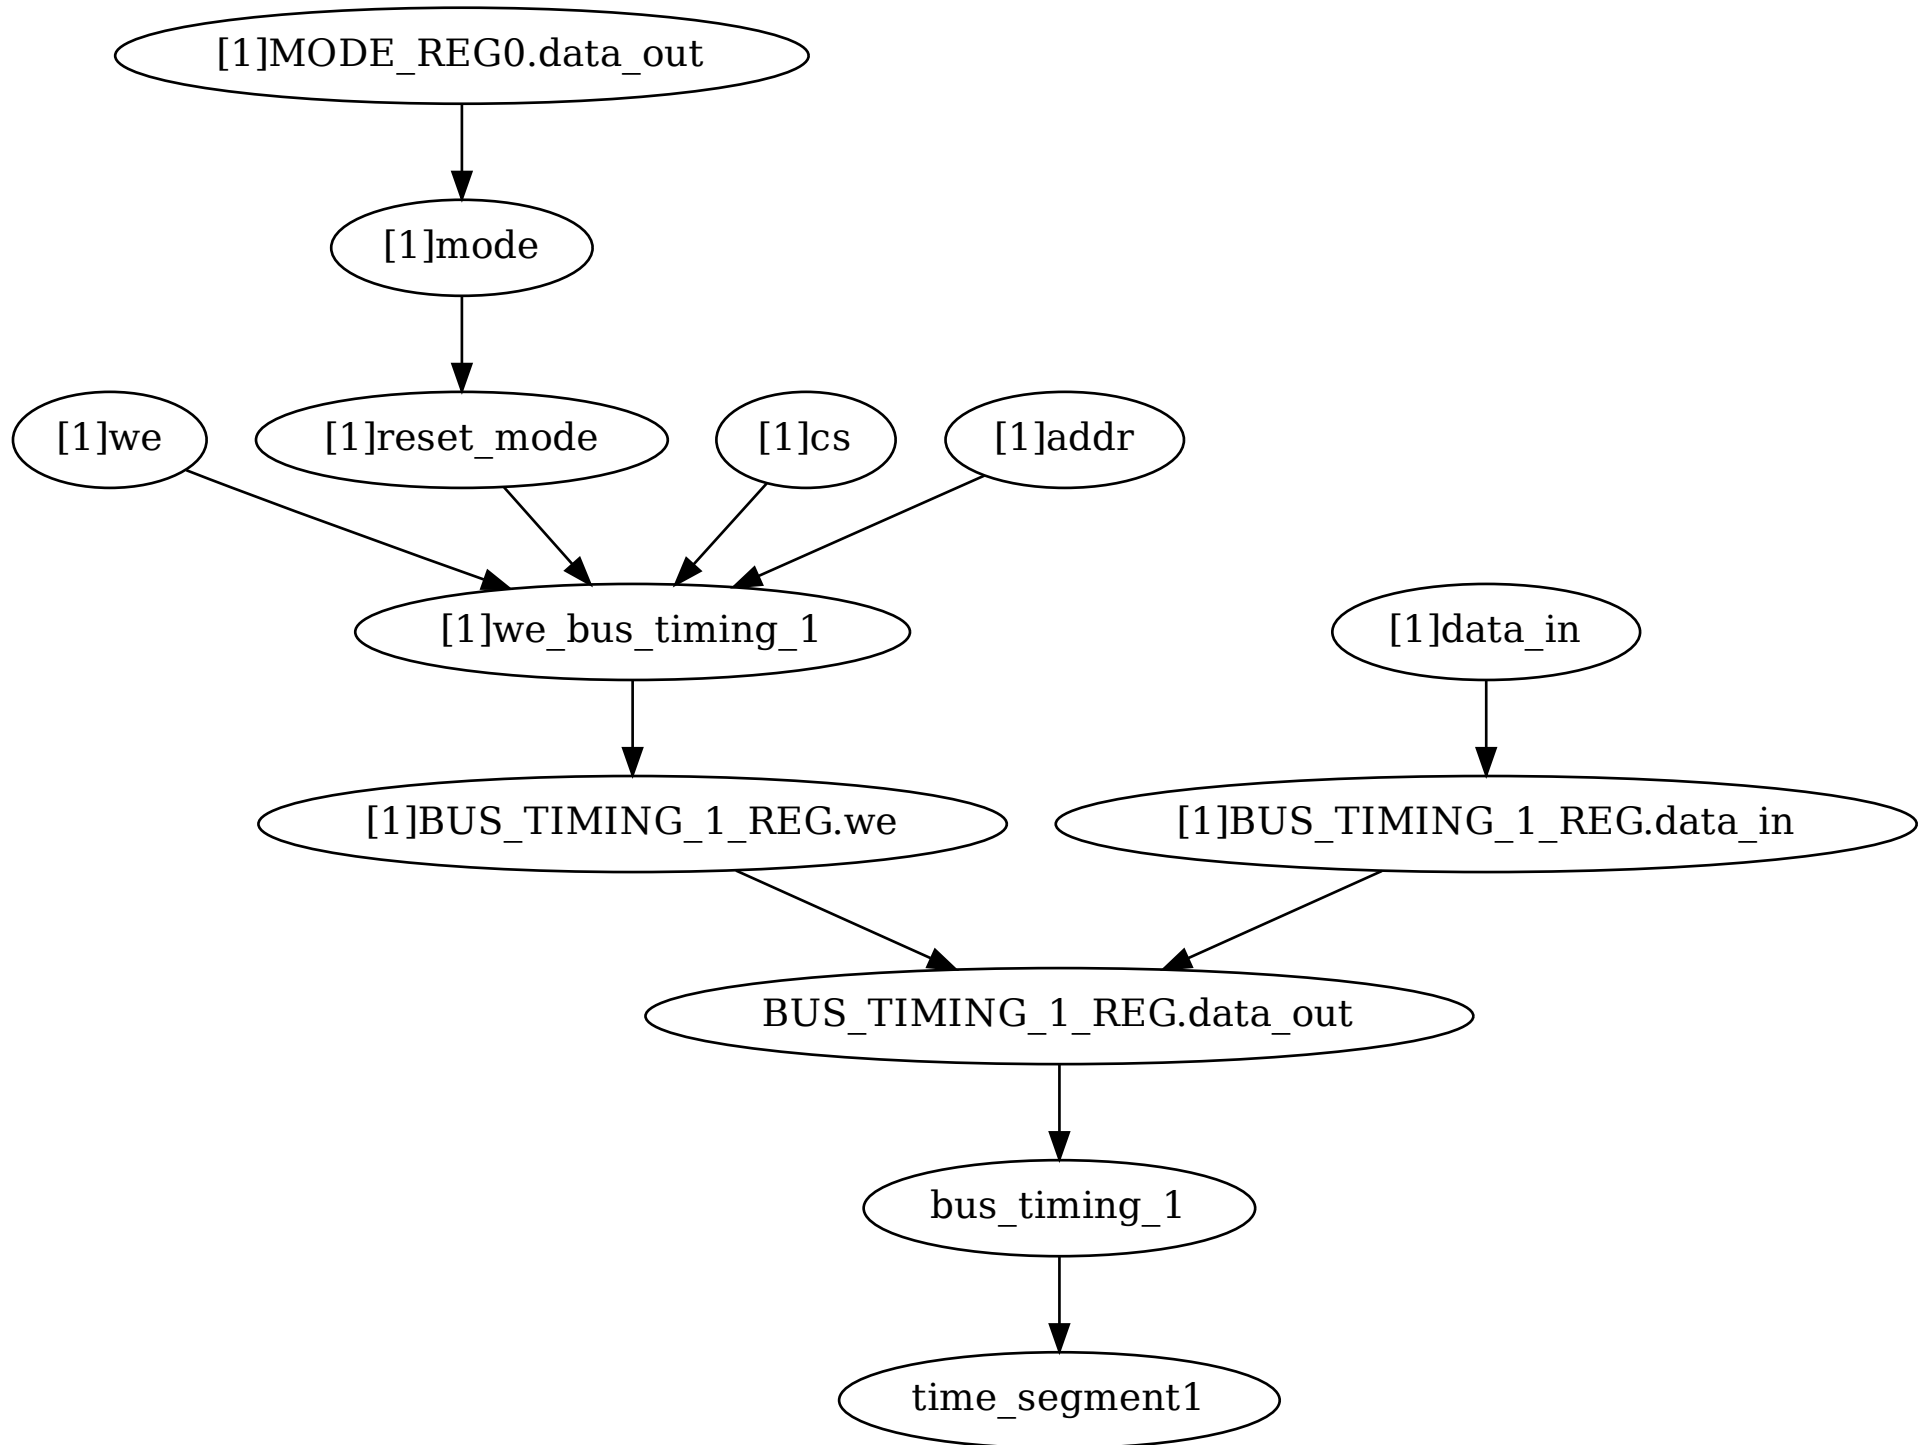 [1]MODE_REG0.data_out
[1]mode
[1]we
[1]reset_mode
[1]cs
[1]addr
[1]we_bus_timing_1
[1]data_in
[1]BUS_TIMING_1_REG.we
[1]BUS_TIMING_1_REG.data_in
BUS_TIMING_1_REG.data_out
bus_timing_1
time_segment1